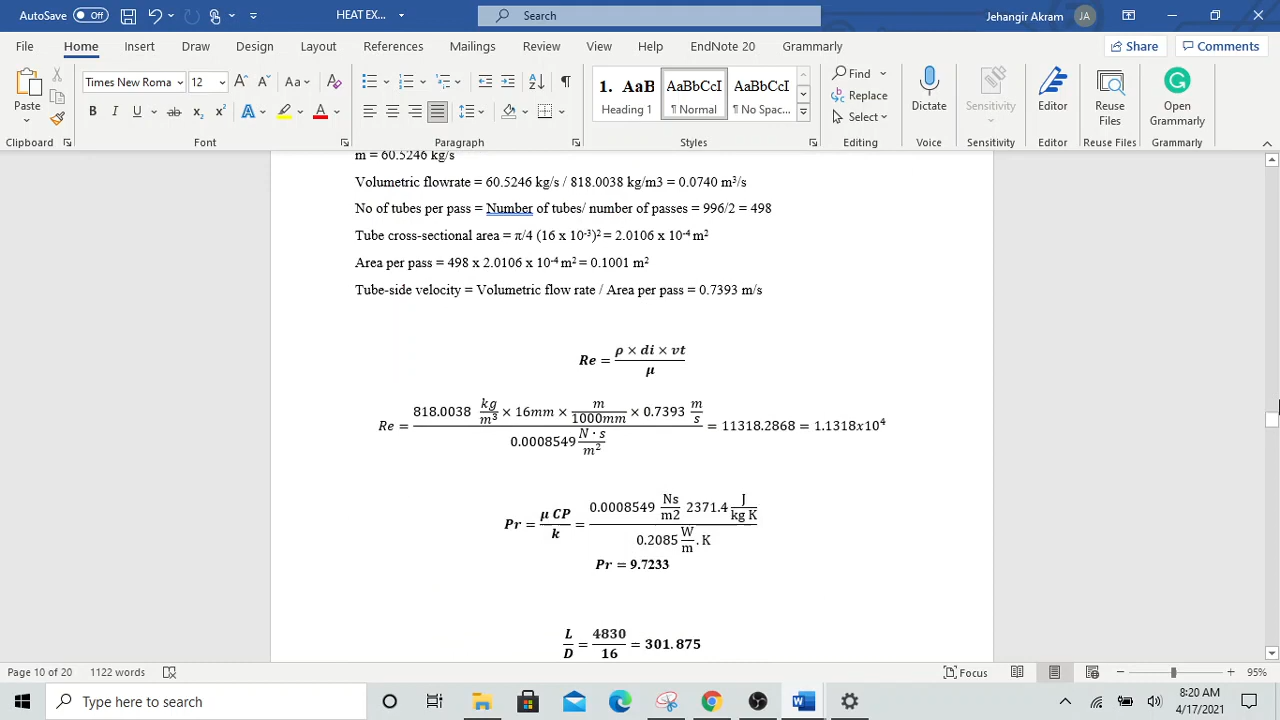 AutoSave Off HEAT EX... Search Jehangir Akram JA
File Home Insert Draw Design Layout References Mailings Review View Help EndNote 20 Grammarly Share Comments
Paste Times New Roma 12 A A Aa A 1. AaB AaBbCcI AaBbCcI Find Dictate Sensitivity Editor Reuse Files Open Grammarly
B I U ab x₂ x² A A Heading 1 ¶ Normal ¶ No Spac... Replace
Select
Clipboard Font Paragraph Styles Editing Voice Sensitivity Editor Reuse Files Grammarly
m = 60.5246 kg/s
Volumetric flowrate = 60.5246 kg/s / 818.0038 kg/m3 = 0.0740 m³/s
No of tubes per pass = Number of tubes/ number of passes = 996/2 = 498
Tube cross-sectional area = π/4 (16 x 10⁻³)² = 2.0106 x 10⁻⁴ m²
Area per pass = 498 x 2.0106 x 10⁻⁴ m² = 0.1001 m²
Tube-side velocity = Volumetric flow rate / Area per pass = 0.7393 m/s
Re = ρ × di × vt / μ
Re = 818.0038 kg/m³ × 16mm × m/1000mm × 0.7393 m/s / 0.0008549 N · s/m² = 11318.2868 = 1.1318x10⁴
Pr = μ CP / k = 0.0008549 Ns/m2 2371.4 J/kg K / 0.2085 W/m . K
Pr = 9.7233
L/D = 4830/16 = 301.875
Page 10 of 20 1122 words Focus 95%
Type here to search 8:20 AM
4/17/2021